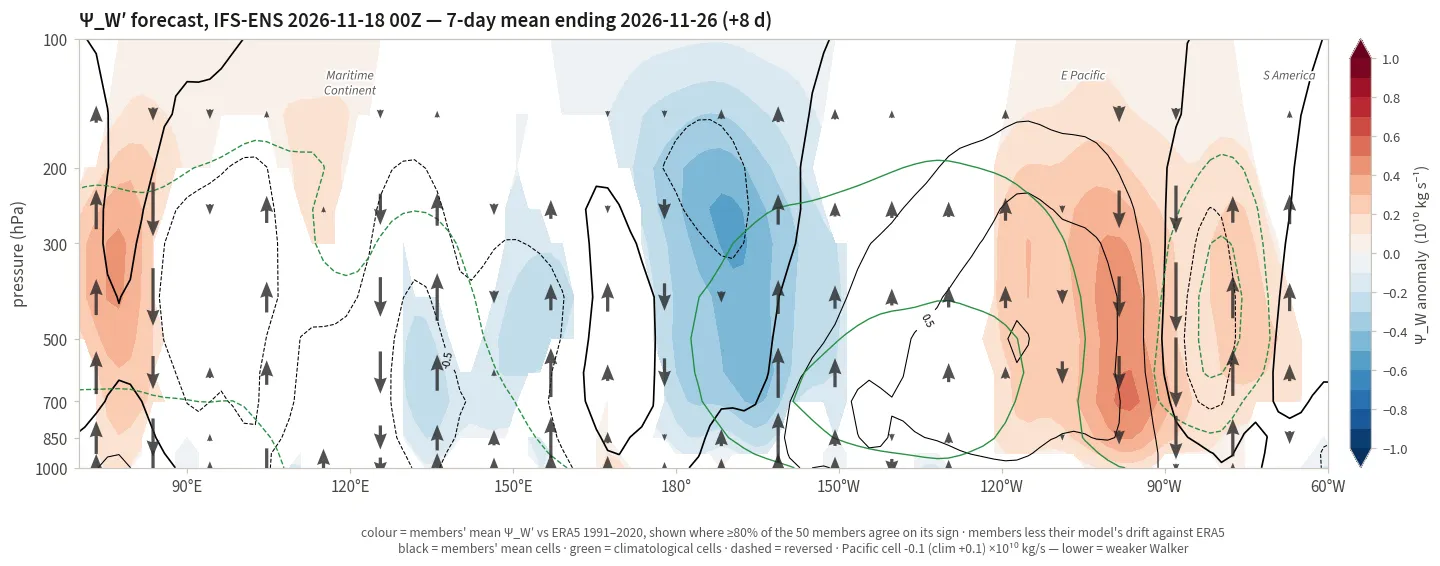 Ψ_W′ forecast, IFS-ENS 2026-11-18 00Z — 7-day mean ending 2026-11-26 (+8 d)
100
200
300
500
700
850
1000
pressure (hPa)
Maritime
Continent
E Pacific
S America
0.5
0.5
90°E
120°E
150°E
180°
150°W
120°W
90°W
60°W
1.0
0.8
0.6
0.4
0.2
0.0
−0.2
−0.4
−0.6
−0.8
−1.0
Ψ_W anomaly (10¹⁰ kg s⁻¹)
colour = members' mean Ψ_W′ vs ERA5 1991–2020, shown where ≥80% of the 50 members agree on its sign · members less their model's drift against ERA5
black = members' mean cells · green = climatological cells · dashed = reversed · Pacific cell -0.1 (clim +0.1) ×10¹⁰ kg/s — lower = weaker Walker